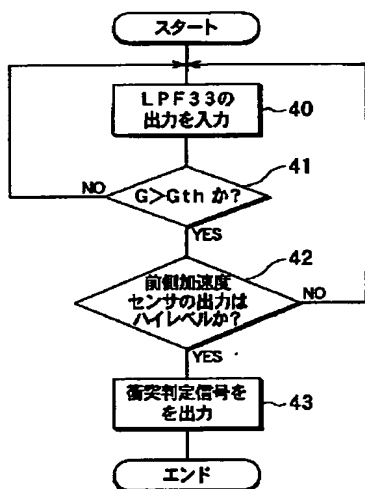 スタート
LPF33の
出力を入力
40
41
G>Gth か?
NO
YES
42
前側加速度
センサの出力は
ハイレベルか?
NO
YES
衝突判定信号を
を出力
43
エンド